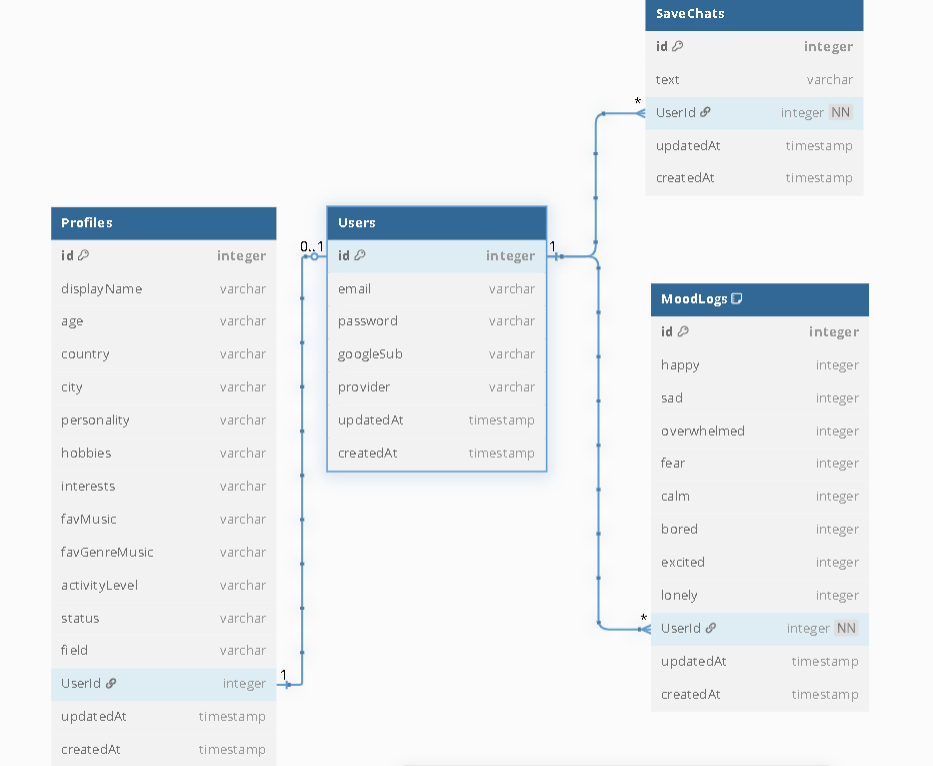 SaveChats
id integer
text varchar
UserId integer NN
updatedAt timestamp
createdAt timestamp
*
Profiles
id integer
displayName varchar
age varchar
country varchar
city varchar
personality varchar
hobbies varchar
interests varchar
favMusic varchar
favGenreMusic varchar
activityLevel varchar
status varchar
field varchar
UserId integer
updatedAt timestamp
createdAt timestamp
1
0..1
Users
id integer
email varchar
password varchar
googleSub varchar
provider varchar
updatedAt timestamp
createdAt timestamp
1
MoodLogs
id integer
happy integer
sad integer
overwhelmed integer
fear integer
calm integer
bored integer
excited integer
lonely integer
UserId integer NN
updatedAt timestamp
createdAt timestamp
*